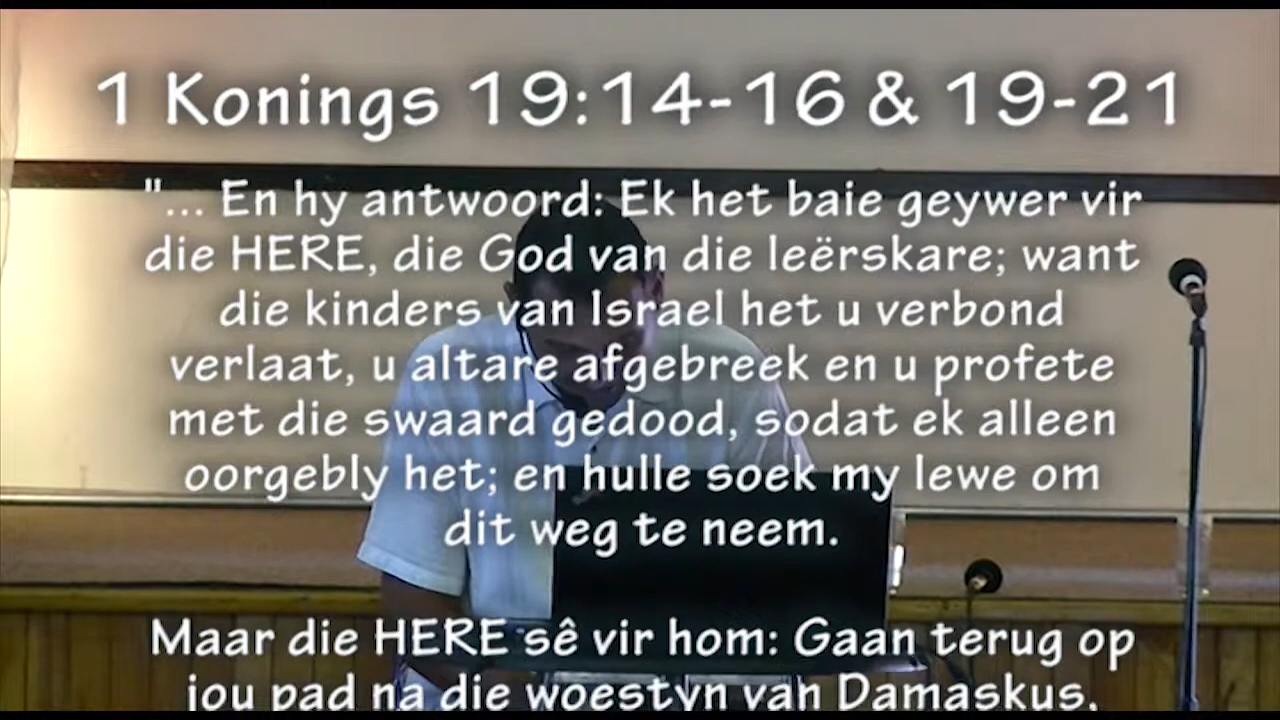 1 Konings 19:14-16 & 19-21
"... En hy antwoord: Ek het baie geywer vir
die HERE, die God van die leërskare; want
die kinders van Israel het u verbond
verlaat, u altare afgebreek en u profete
met die swaard gedood, sodat ek alleen
oorgebly het; en hulle soek my lewe om
dit weg te neem.
Maar die HERE sê vir hom: Gaan terug op
jou pad na die woestyn van Damaskus,